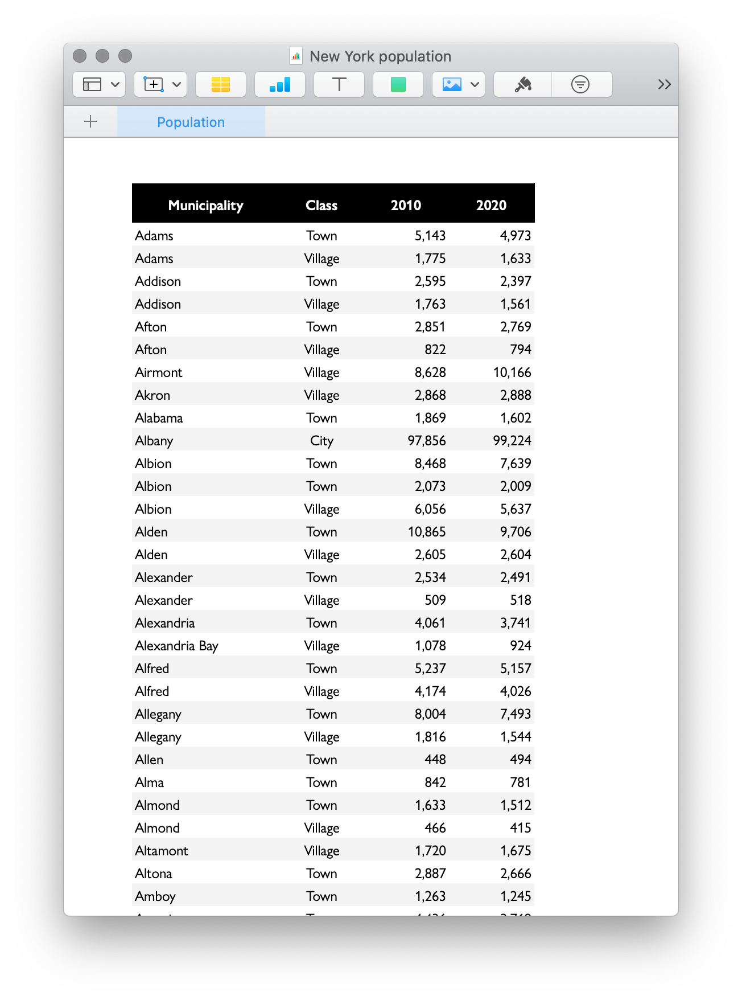 New York population
T
Population
Municipality Class 2010 2020
Adams Town 5,143 4,973
Adams Village 1,775 1,633
Addison Town 2,595 2,397
Addison Village 1,763 1,561
Afton Town 2,851 2,769
Afton Village 822 794
Airmont Village 8,628 10,166
Akron Village 2,868 2,888
Alabama Town 1,869 1,602
Albany City 97,856 99,224
Albion Town 8,468 7,639
Albion Town 2,073 2,009
Albion Village 6,056 5,637
Alden Town 10,865 9,706
Alden Village 2,605 2,604
Alexander Town 2,534 2,491
Alexander Village 509 518
Alexandria Town 4,061 3,741
Alexandria Bay Village 1,078 924
Alfred Town 5,237 5,157
Alfred Village 4,174 4,026
Allegany Town 8,004 7,493
Allegany Village 1,816 1,544
Allen Town 448 494
Alma Town 842 781
Almond Town 1,633 1,512
Almond Village 466 415
Altamont Village 1,720 1,675
Altona Town 2,887 2,666
Amboy Town 1,263 1,245